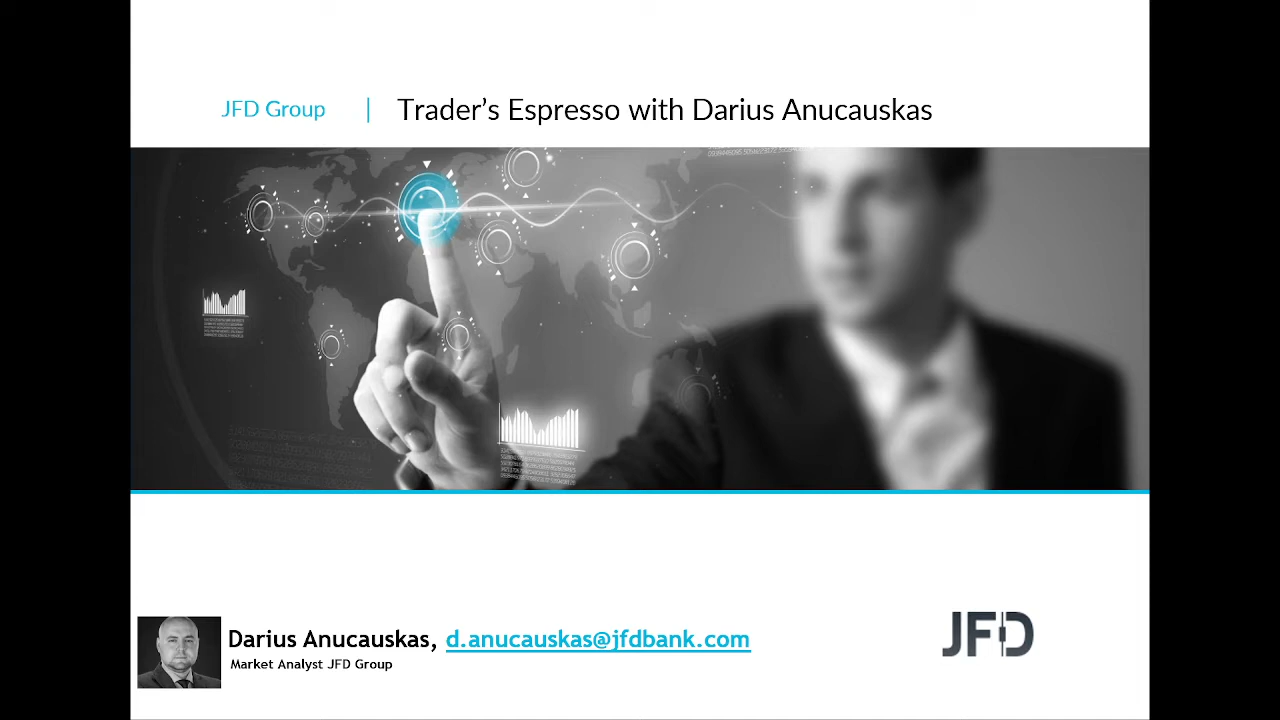 JFD Group | Trader's Espresso with Darius Anucauskas
Darius Anucauskas, d.anucauskas@jfdbank.com
Market Analyst JFD Group
JFD